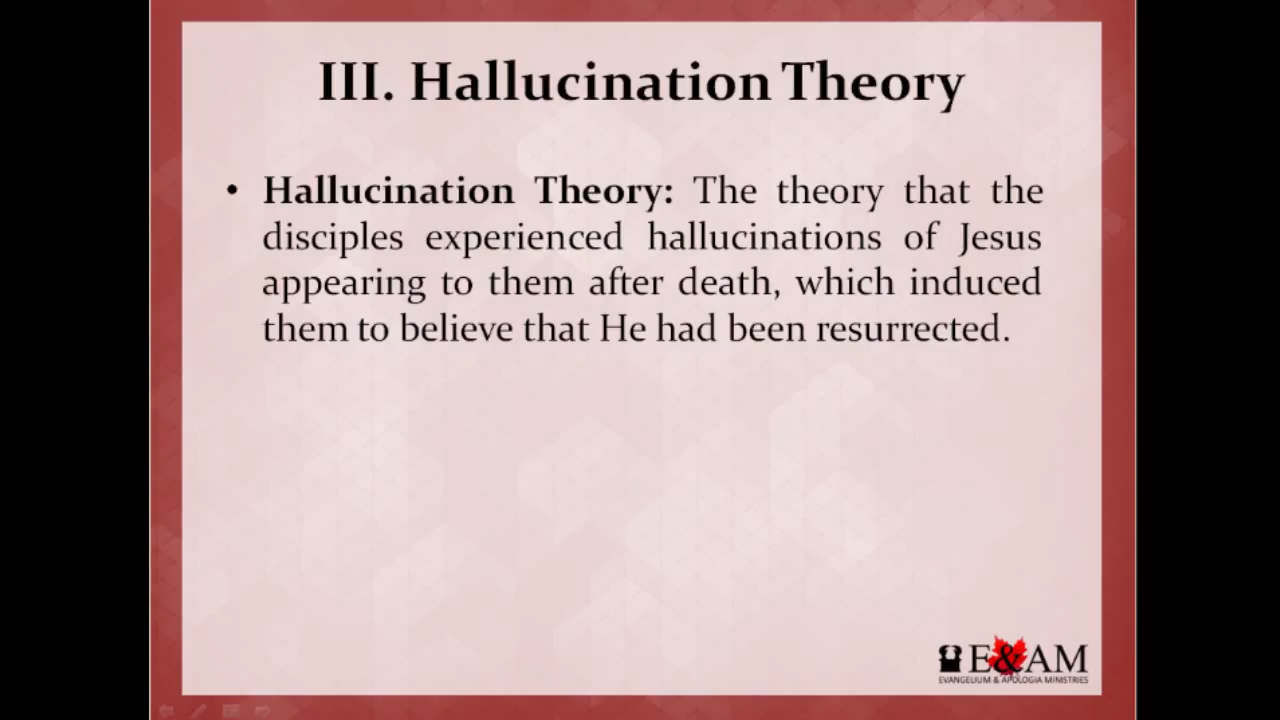 III. Hallucination Theory
• Hallucination Theory: The theory that the
disciples experienced hallucinations of Jesus
appearing to them after death, which induced
them to believe that He had been resurrected.
E&AM
EVANGELIUM & APOLOGIA MINISTRIES